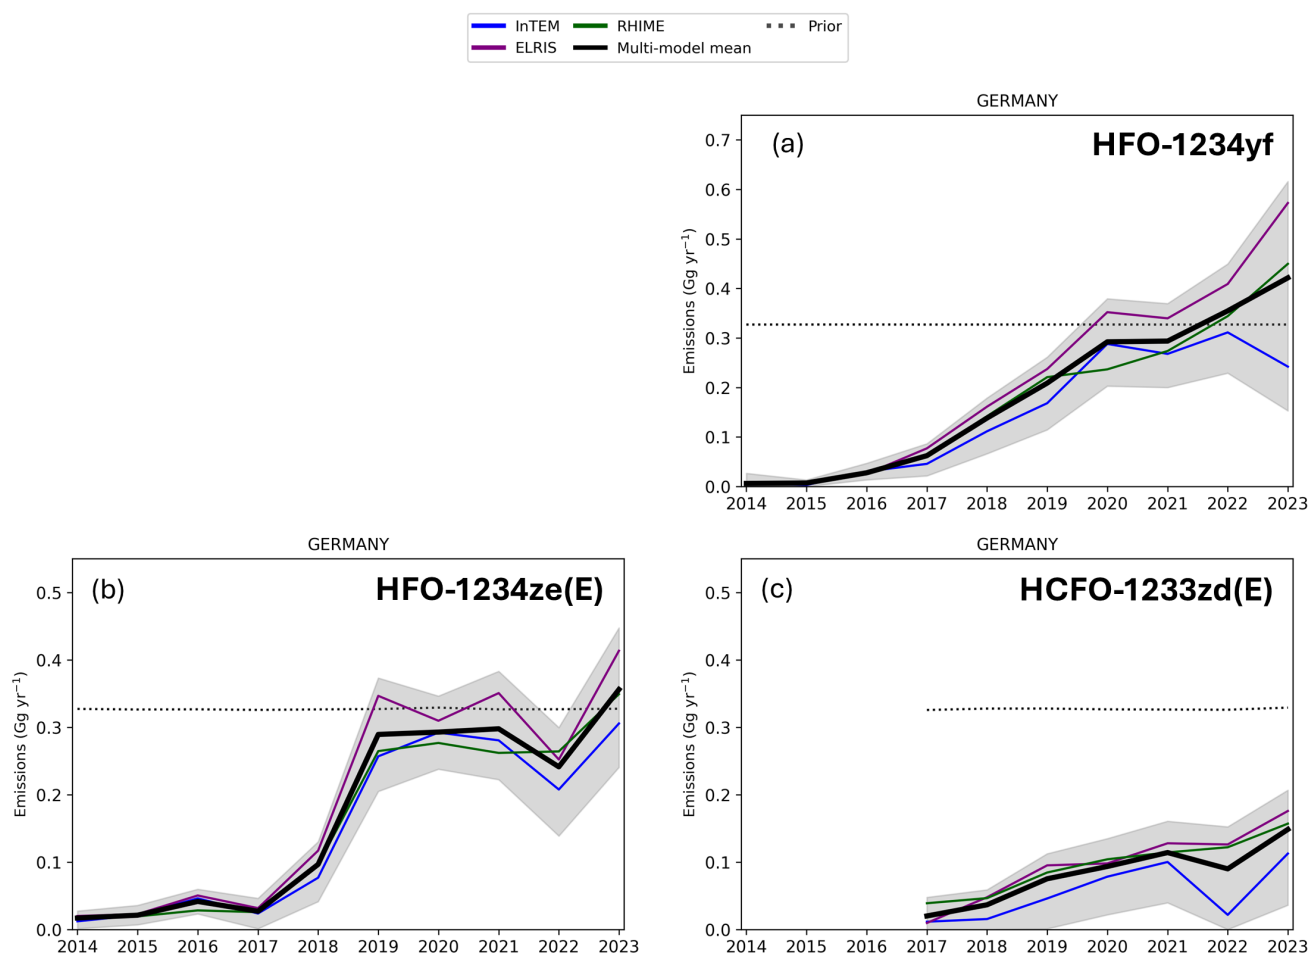 InTEM
ELRIS
RHIME
Multi-model mean
Prior
GERMANY
(a) HFO-1234yf
Emissions (Gg yr⁻¹)
0.7
0.6
0.5
0.4
0.3
0.2
0.1
0.0
2014 2015 2016 2017 2018 2019 2020 2021 2022 2023
GERMANY
(b) HFO-1234ze(E)
Emissions (Gg yr⁻¹)
0.5
0.4
0.3
0.2
0.1
0.0
2014 2015 2016 2017 2018 2019 2020 2021 2022 2023
GERMANY
(c) HCFO-1233zd(E)
Emissions (Gg yr⁻¹)
0.5
0.4
0.3
0.2
0.1
0.0
2014 2015 2016 2017 2018 2019 2020 2021 2022 2023